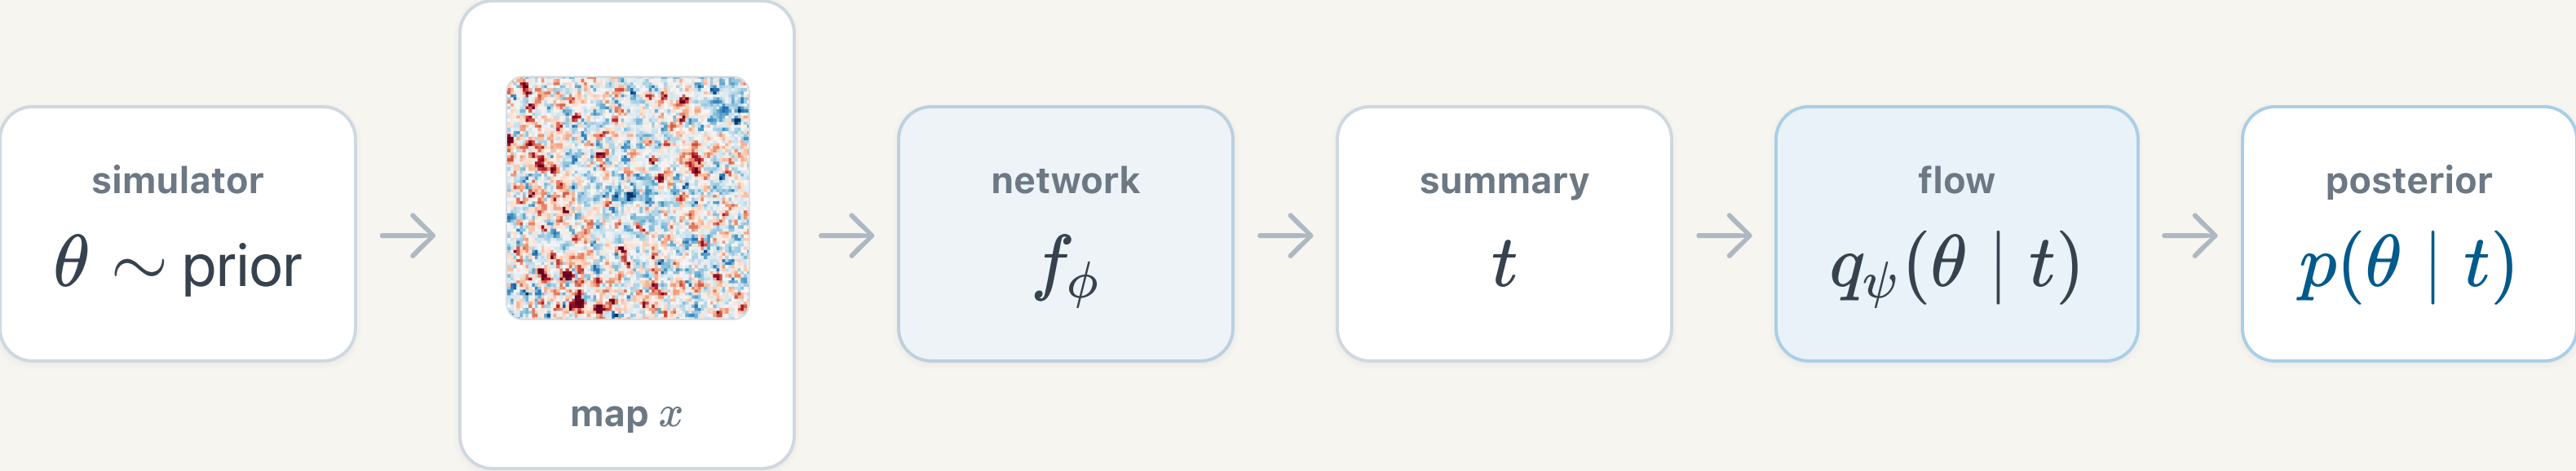 simulator
θ ∼ prior
map x
network
f_ϕ
summary
t
flow
q_ψ(θ | t)
posterior
p(θ | t)